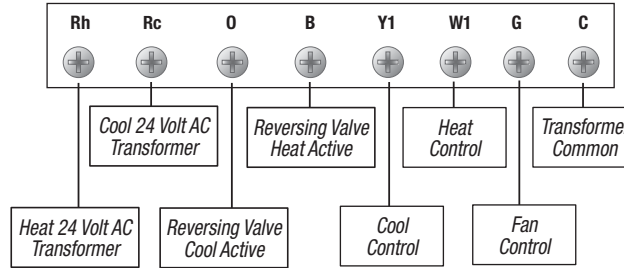 Rh Rc O B Y1 W1 G C
Cool 24 Volt AC
Transformer
Reversing Valve
Heat Active
Heat
Control
Transformer
Common
Heat 24 Volt AC
Transformer
Reversing Valve
Cool Active
Cool
Control
Fan
Control